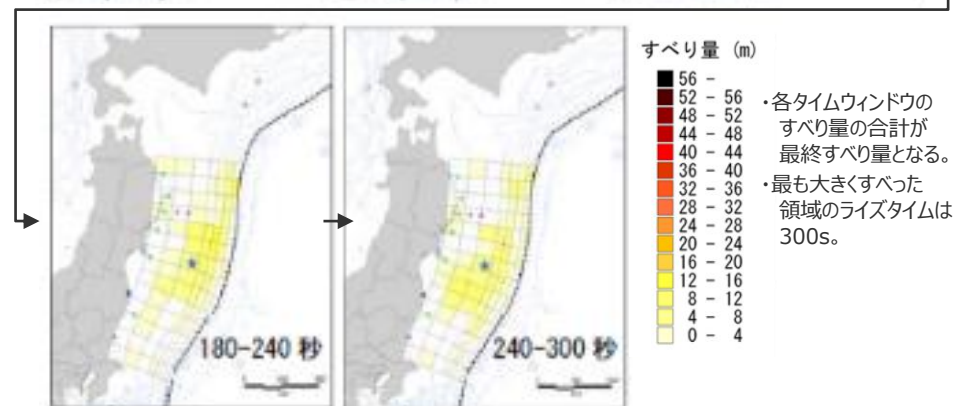 すべり量 (m)
56 -
52 - 56
48 - 52
44 - 48
40 - 44
36 - 40
32 - 36
28 - 32
24 - 28
20 - 24
16 - 20
12 - 16
8 - 12
4 - 8
0 - 4
・各タイムウィンドウの
すべり量の合計が
最終すべり量となる。
・最も大きくすべった
領域のライズタイムは
300s。
180-240 秒
240-300 秒